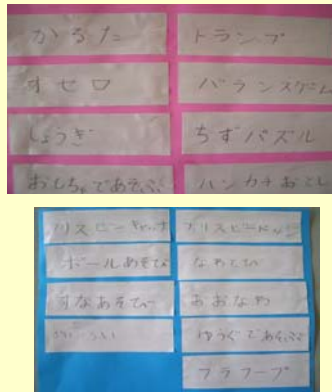 かるた
トランプ
オセロ
バランスゲーム
しょうぎ
ちずパズル
おもちゃであそぶ
ハンカチおとし
フリスビードッジ
ボールあそび
なわとび
すなあそび
おおなわ
ゆうぐであそぶ
フラフープ